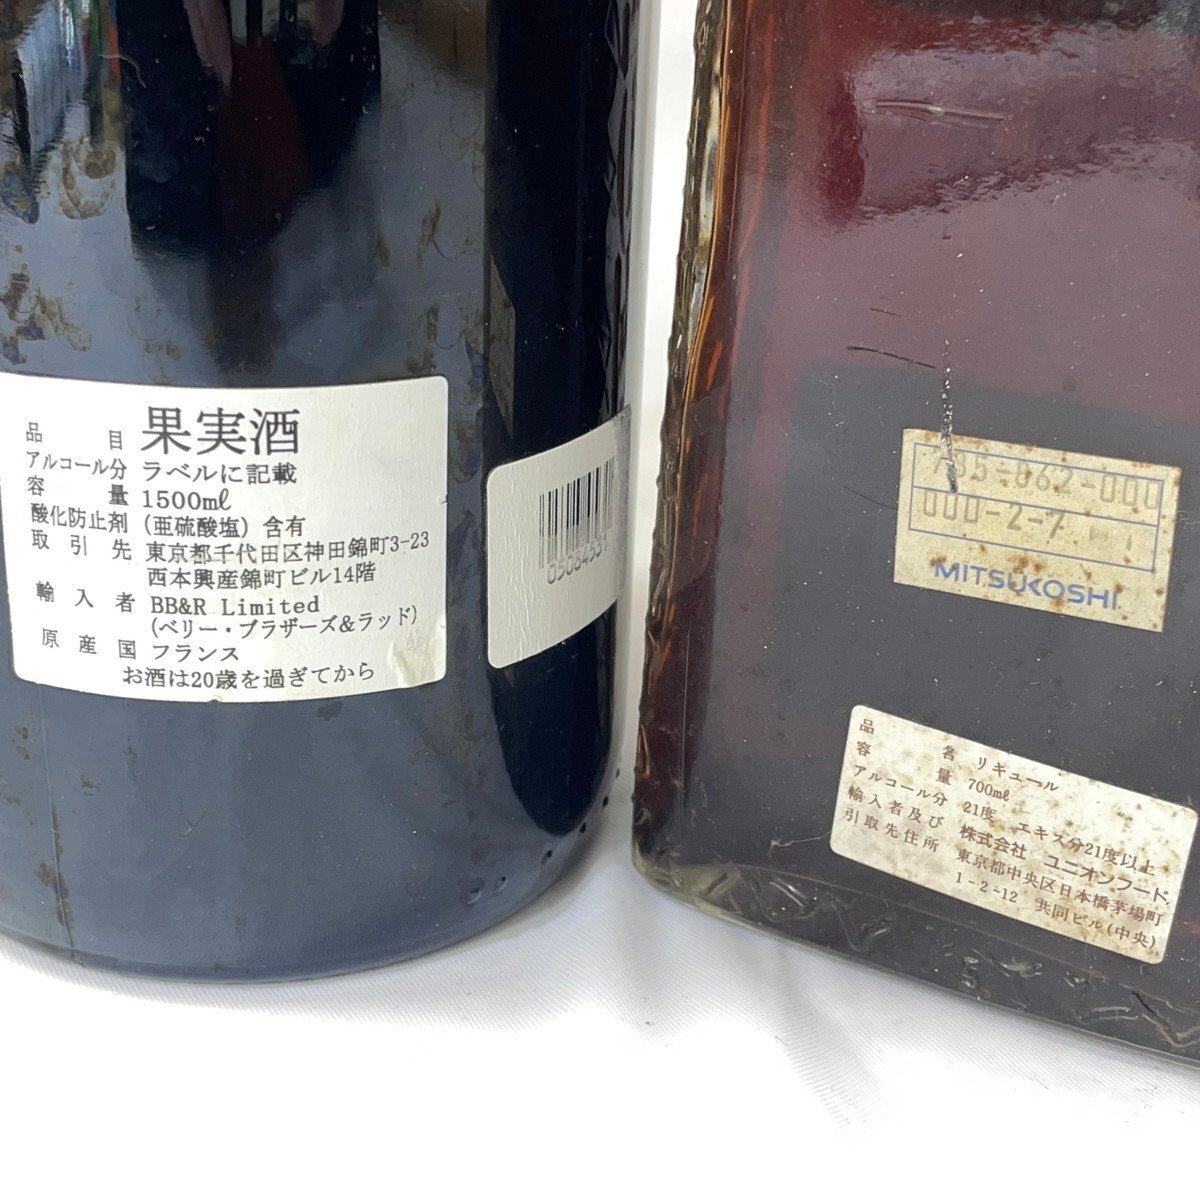 品目 果実酒
アルコール分 ラベルに記載
容量 1500㎖
酸化防止剤 (亜硫酸塩) 含有
取引先 東京都千代田区神田錦町3-23
西本興産錦町ビル14階
輸入者 BB&R Limited
(ベリー・ブラザーズ&ラッド)
原産国 フランス
お酒は20歳を過ぎてから
000-2-7
MITSUKOSHI
品名 リキュール
容量 700㎖
アルコール分 21度 エキス分21度以上
輸入者及び 株式会社 ユニオンフード
引取先住所 東京都中央区日本橋茅場町
1-2-12 共同ビル(中央)
5